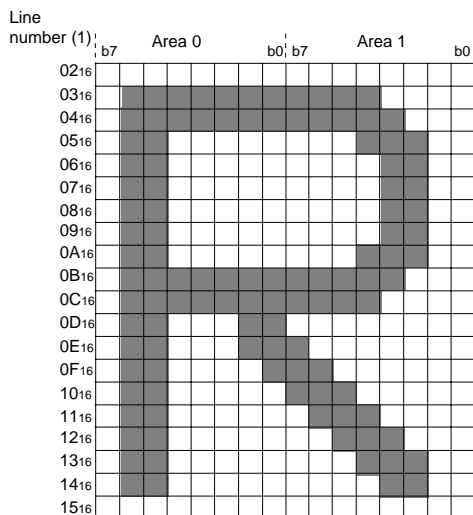 Line
number (1)
b7 Area 0 b0 b7 Area 1 b0
02₁₆
03₁₆
04₁₆
05₁₆
06₁₆
07₁₆
08₁₆
09₁₆
0A₁₆
0B₁₆
0C₁₆
0D₁₆
0E₁₆
0F₁₆
10₁₆
11₁₆
12₁₆
13₁₆
14₁₆
15₁₆